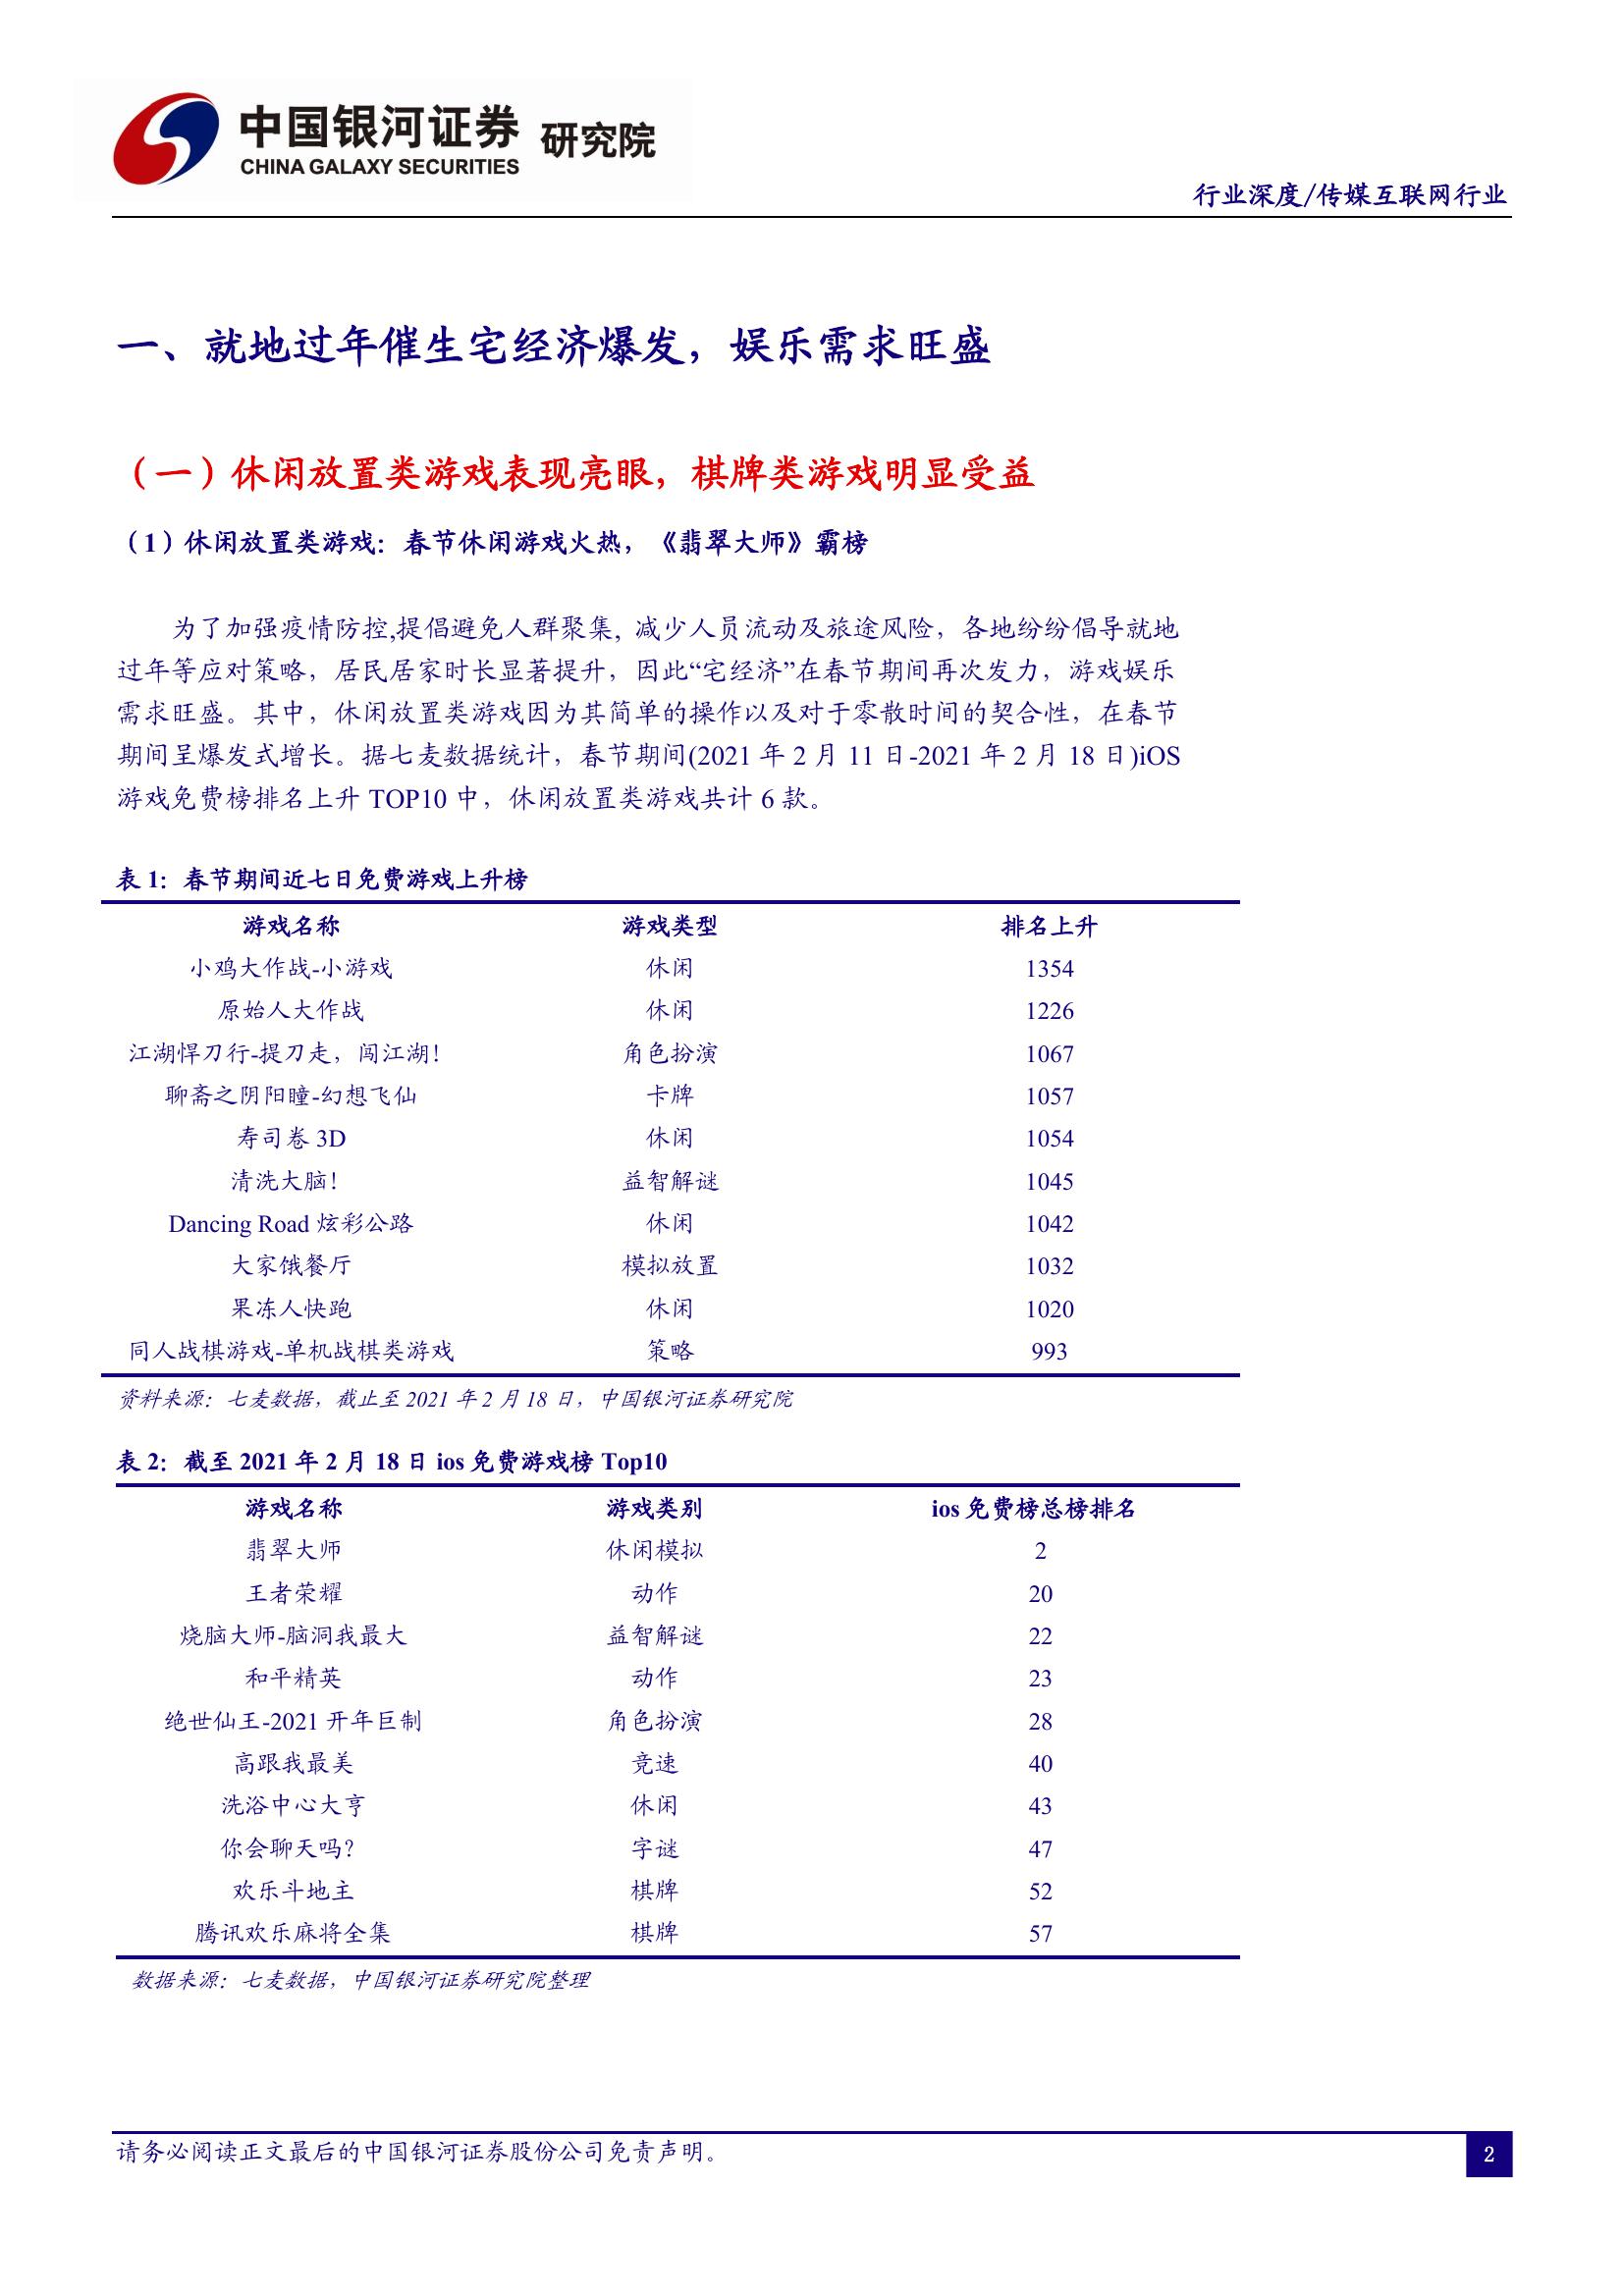 中国银河证券 研究院
CHINA GALAXY SECURITIES
行业深度/传媒互联网行业
一、就地过年催生宅经济爆发，娱乐需求旺盛
（一）休闲放置类游戏表现亮眼，棋牌类游戏明显受益
（1）休闲放置类游戏：春节休闲游戏火热，《翡翠大师》霸榜
为了加强疫情防控,提倡避免人群聚集, 减少人员流动及旅途风险，各地纷纷倡导就地
过年等应对策略，居民居家时长显著提升，因此“宅经济”在春节期间再次发力，游戏娱乐
需求旺盛。其中，休闲放置类游戏因为其简单的操作以及对于零散时间的契合性，在春节
期间呈爆发式增长。据七麦数据统计，春节期间(2021 年 2 月 11 日-2021 年 2 月 18 日)iOS
游戏免费榜排名上升 TOP10 中，休闲放置类游戏共计 6 款。
表 1：春节期间近七日免费游戏上升榜
游戏名称 游戏类型 排名上升
小鸡大作战-小游戏 休闲 1354
原始人大作战 休闲 1226
江湖悍刀行-提刀走，闯江湖！ 角色扮演 1067
聊斋之阴阳瞳-幻想飞仙 卡牌 1057
寿司卷 3D 休闲 1054
清洗大脑！ 益智解谜 1045
Dancing Road 炫彩公路 休闲 1042
大家饿餐厅 模拟放置 1032
果冻人快跑 休闲 1020
同人战棋游戏-单机战棋类游戏 策略 993
资料来源：七麦数据，截止至 2021 年 2 月 18 日，中国银河证券研究院
表 2：截至 2021 年 2 月 18 日 ios 免费游戏榜 Top10
游戏名称 游戏类别 ios 免费榜总榜排名
翡翠大师 休闲模拟 2
王者荣耀 动作 20
烧脑大师-脑洞我最大 益智解谜 22
和平精英 动作 23
绝世仙王-2021 开年巨制 角色扮演 28
高跟我最美 竞速 40
洗浴中心大亨 休闲 43
你会聊天吗？ 字谜 47
欢乐斗地主 棋牌 52
腾讯欢乐麻将全集 棋牌 57
数据来源：七麦数据，中国银河证券研究院整理
请务必阅读正文最后的中国银河证券股份公司免责声明。
2